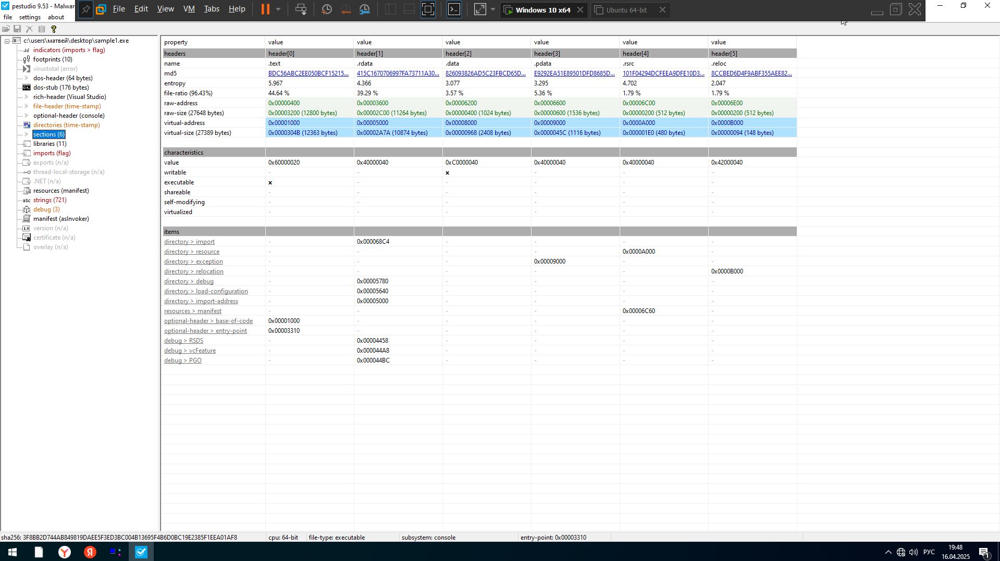 pestudio 9.53 - Malwar
File Edit View VM Tabs Help
Windows 10 x64
Ubuntu 64-bit
file settings about
c:\users\матвей\desktop\sample1.exe
indicators (imports > flag)
footprints (10)
virustotal (error)
dos-header (64 bytes)
dos-stub (176 bytes)
rich-header (Visual Studio)
file-header (time-stamp)
optional-header (console)
directories (time-stamp)
sections (6)
libraries (11)
imports (flag)
exports (n/a)
thread-local-storage (n/a)
.NET (n/a)
resources (manifest)
abc strings (721)
debug (3)
manifest (asInvoker)
1.0 version (n/a)
certificate (n/a)
overlay (n/a)
property value value value value value value
headers header[0] header[1] header[2] header[3] header[4] header[5]
name .text .rdata .data .pdata .rsrc .reloc
md5 BDC56ABC2EE050BCF15215... 415C1670706997FA73711A30... 826093826AD5C23FBCD65D... E9292EA51E89501DFD8685D... 101F04294DCFEEA9DFE10D3... 8CCBED6D4F9ABF355AEE82...
entropy 5.967 4.366 3.077 3.295 4.702 2.047
file-ratio (96.43%) 44.64 % 39.29 % 3.57 % 5.36 % 1.79 % 1.79 %
raw-address 0x00000400 0x00003600 0x00006200 0x00006600 0x00006C00 0x00006E00
raw-size (27648 bytes) 0x00003200 (12800 bytes) 0x00002C00 (11264 bytes) 0x00000400 (1024 bytes) 0x00000600 (1536 bytes) 0x00000200 (512 bytes) 0x00000200 (512 bytes)
virtual-address 0x00001000 0x00005000 0x00008000 0x00009000 0x0000A000 0x0000B000
virtual-size (27389 bytes) 0x0000304B (12363 bytes) 0x00002A7A (10874 bytes) 0x00000968 (2408 bytes) 0x0000045C (1116 bytes) 0x000001E0 (480 bytes) 0x00000094 (148 bytes)
characteristics
value 0x60000020 0x40000040 0xC0000040 0x40000040 0x40000040 0x42000040
writable - - x - - -
executable x - - - - -
shareable - - - - - -
self-modifying - - - - - -
virtualized - - - - - -
items
directory > import - 0x000068C4 - - - -
directory > resource - - - - 0x0000A000 -
directory > exception - - - 0x00009000 - -
directory > relocation - - - - - 0x0000B000
directory > debug - 0x00005780 - - - -
directory > load-configuration - 0x00005640 - - - -
directory > import-address - 0x00005000 - - - -
resources > manifest - - - - 0x00006C60 -
optional-header > base-of-code 0x00001000 - - - - -
optional-header > entry-point 0x00003310 - - - - -
debug > RSDS - 0x00004458 - - - -
debug > vcFeature - 0x000044A8 - - - -
debug > PGO - 0x000044BC - - - -
sha256: 3F8BB2D744AB849819DAEE5F3ED3BC004B13695F4B6D0BC19E2385F1EEA01AF8 cpu: 64-bit file-type: executable subsystem: console entry-point: 0x00003310
Y Я РУС 19:48
16.04.2025
1